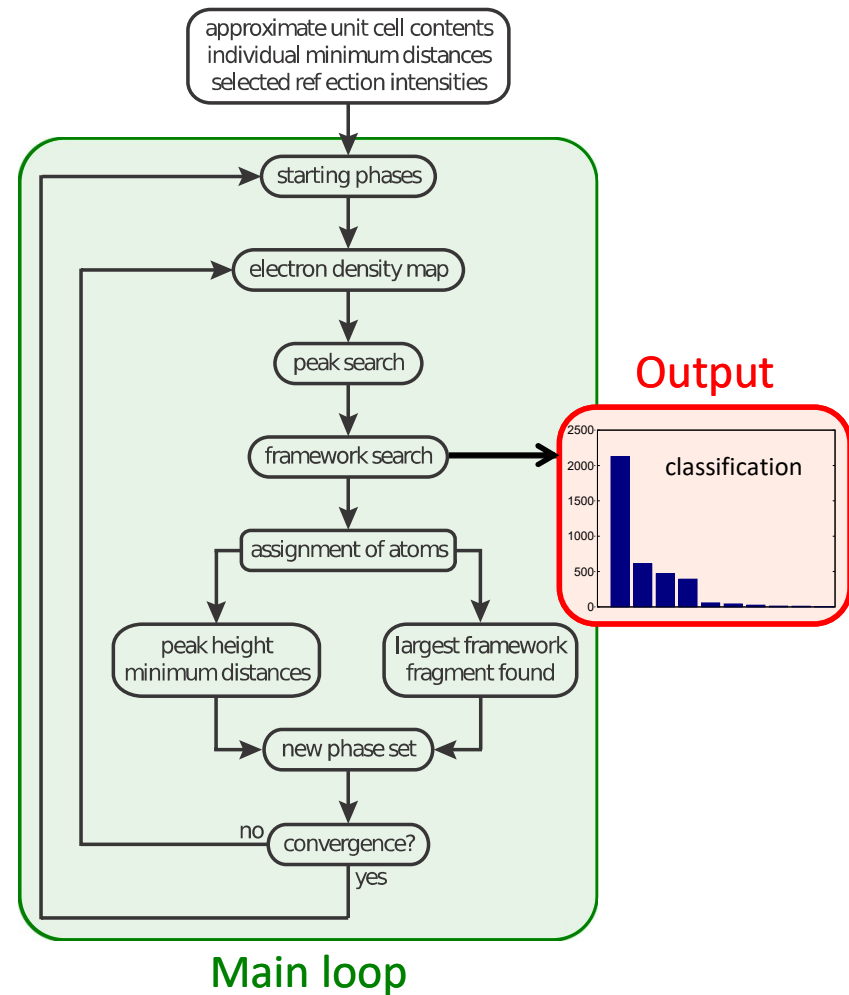 approximate unit cell contents
individual minimum distances
selected ref ection intensities
starting phases
electron density map
peak search
framework search
assignment of atoms
peak height
minimum distances
largest framework
fragment found
new phase set
no
convergence?
yes
Main loop
Output
classification
2500
2000
1500
1000
500
0